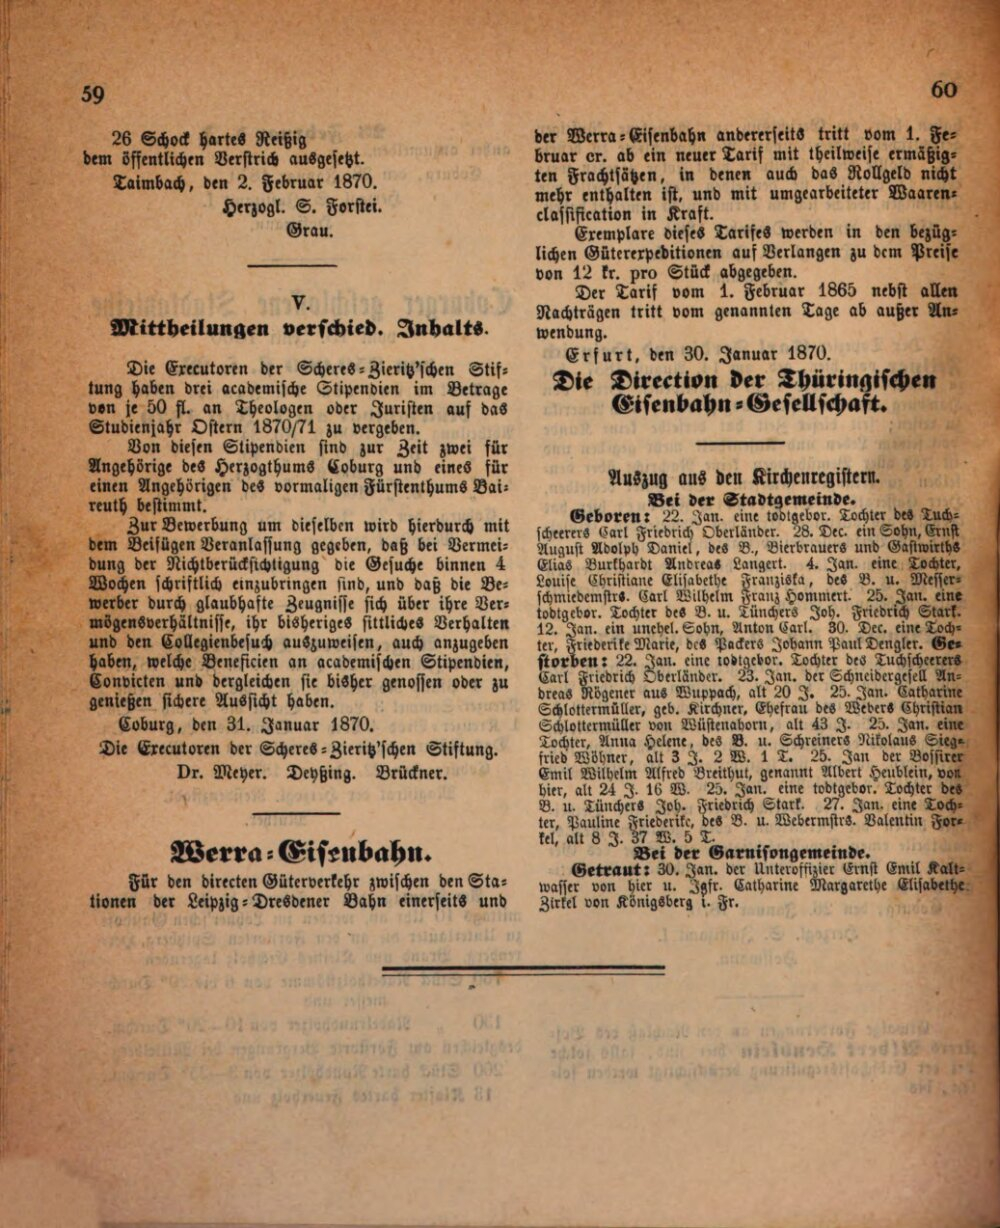 59
26 Schock hartes Reißig
dem öffentlichen Verstrich ausgesetzt.
Taimbach, den 2. Februar 1870.
Herzogl. S. Forstei.
Grau.
V.
Mittheilungen verschied. Inhalts.
Die Executoren der Scheres-Zieritz'schen Stif-
tung haben drei academische Stipendien im Betrage
von je 50 fl. an Theologen oder Juristen auf das
Studienjahr Ostern 1870/71 zu vergeben.
Von diesen Stipendien sind zur Zeit zwei für
Angehörige des Herzogthums Coburg und eines für
einen Angehörigen des vormaligen Fürstenthums Bai-
reuth bestimmt.
Zur Bewerbung um dieselben wird hierdurch mit
dem Beifügen Veranlassung gegeben, daß bei Vermei-
dung der Nichtberücksichtigung die Gesuche binnen 4
Wochen schriftlich einzubringen sind, und daß die Be-
werber durch glaubhafte Zeugnisse sich über ihre Ver-
mögensverhältnisse, ihr bisheriges sittliches Verhalten
und den Collegienbesuch auszuweisen, auch anzugeben
haben, welche Beneficien an academischen Stipendien,
Convicten und dergleichen sie bisher genossen oder zu
genießen sichere Aussicht haben.
Coburg, den 31. Januar 1870.
Die Executoren der Scheres-Zieritz'schen Stiftung.
Dr. Meyer. Deyßing. Brückner.
Werra-Eisenbahn.
Für den directen Güterverkehr zwischen den Sta-
tionen der Leipzig-Dresdener Bahn einerseits und
60
der Werra-Eisenbahn andererseits tritt vom 1. Fe-
bruar cr. ab ein neuer Tarif mit theilweise ermäßig-
ten Frachtsätzen, in denen auch das Rollgeld nicht
mehr enthalten ist, und mit umgearbeiteter Waaren-
classification in Kraft.
Exemplare dieses Tarifes werden in den bezüg-
lichen Gütererpeditionen auf Verlangen zu dem Preise
von 12 kr. pro Stück abgegeben.
Der Tarif vom 1. Februar 1865 nebst allen
Nachträgen tritt vom genannten Tage ab außer An-
wendung.
Erfurt, den 30. Januar 1870.
Die Direction der Thüringischen
Eisenbahn-Gesellschaft.
Auszug aus den Kirchenregistern.
Bei der Stadtgemeinde.
Geboren: 22. Jan. eine todtgebor. Tochter des Tuch-
scheerers Carl Friedrich Oberländer. 28. Dec. ein Sohn, Ernst
August Adolph Daniel, des B., Bierbrauers und Gastwirths
Elias Burkhardt Andreas Langert. 4. Jan. eine Tochter,
Louise Christiane Elisabethe Franziska, des B. u. Messer-
schmiedemstrs. Carl Wilhelm Franz Hommert. 25. Jan. eine
todtgebor. Tochter des B. u. Tünchers Joh. Friedrich Stark.
12. Jan. ein unehel. Sohn, Anton Carl. 30. Dec. eine Toch-
ter, Friederike Marie, des Packers Johann Paul Dengler. Ge-
storben: 22. Jan. eine todtgebor. Tochter des Tuchscheerers
Carl Friedrich Oberländer. 23. Jan. der Schneidergesell An-
dreas Rögener aus Wuppach, alt 20 J. 25. Jan. Catharine
Schlottermüller, geb. Kirchner, Ehefrau des Webers Christian
Schlottermüller von Wüstenahorn, alt 43 J. 25. Jan. eine
Tochter, Anna Helene, des B. u. Schreiners Nikolaus Sieg-
fried Wöhner, alt 3 J. 2 W. 1 T. 25. Jan der Bossirer
Emil Wilhelm Alfred Breithut, genannt Albert Heublein, von
hier, alt 24 J. 16 W. 25. Jan. eine todtgebor. Tochter des
B. u. Tünchers Joh. Friedrich Stark. 27. Jan. eine Toch-
ter, Pauline Friederike, des B. u. Webermstrs. Valentin For-
kel, alt 8 J. 37 W. 5 T.
Bei der Garnisongemeinde.
Getraut: 30. Jan. der Unteroffizier Ernst Emil Kalt-
wasser von hier u. Jgfr. Catharine Margarethe Elisabethe
Zirkel von Königsberg i. Fr.